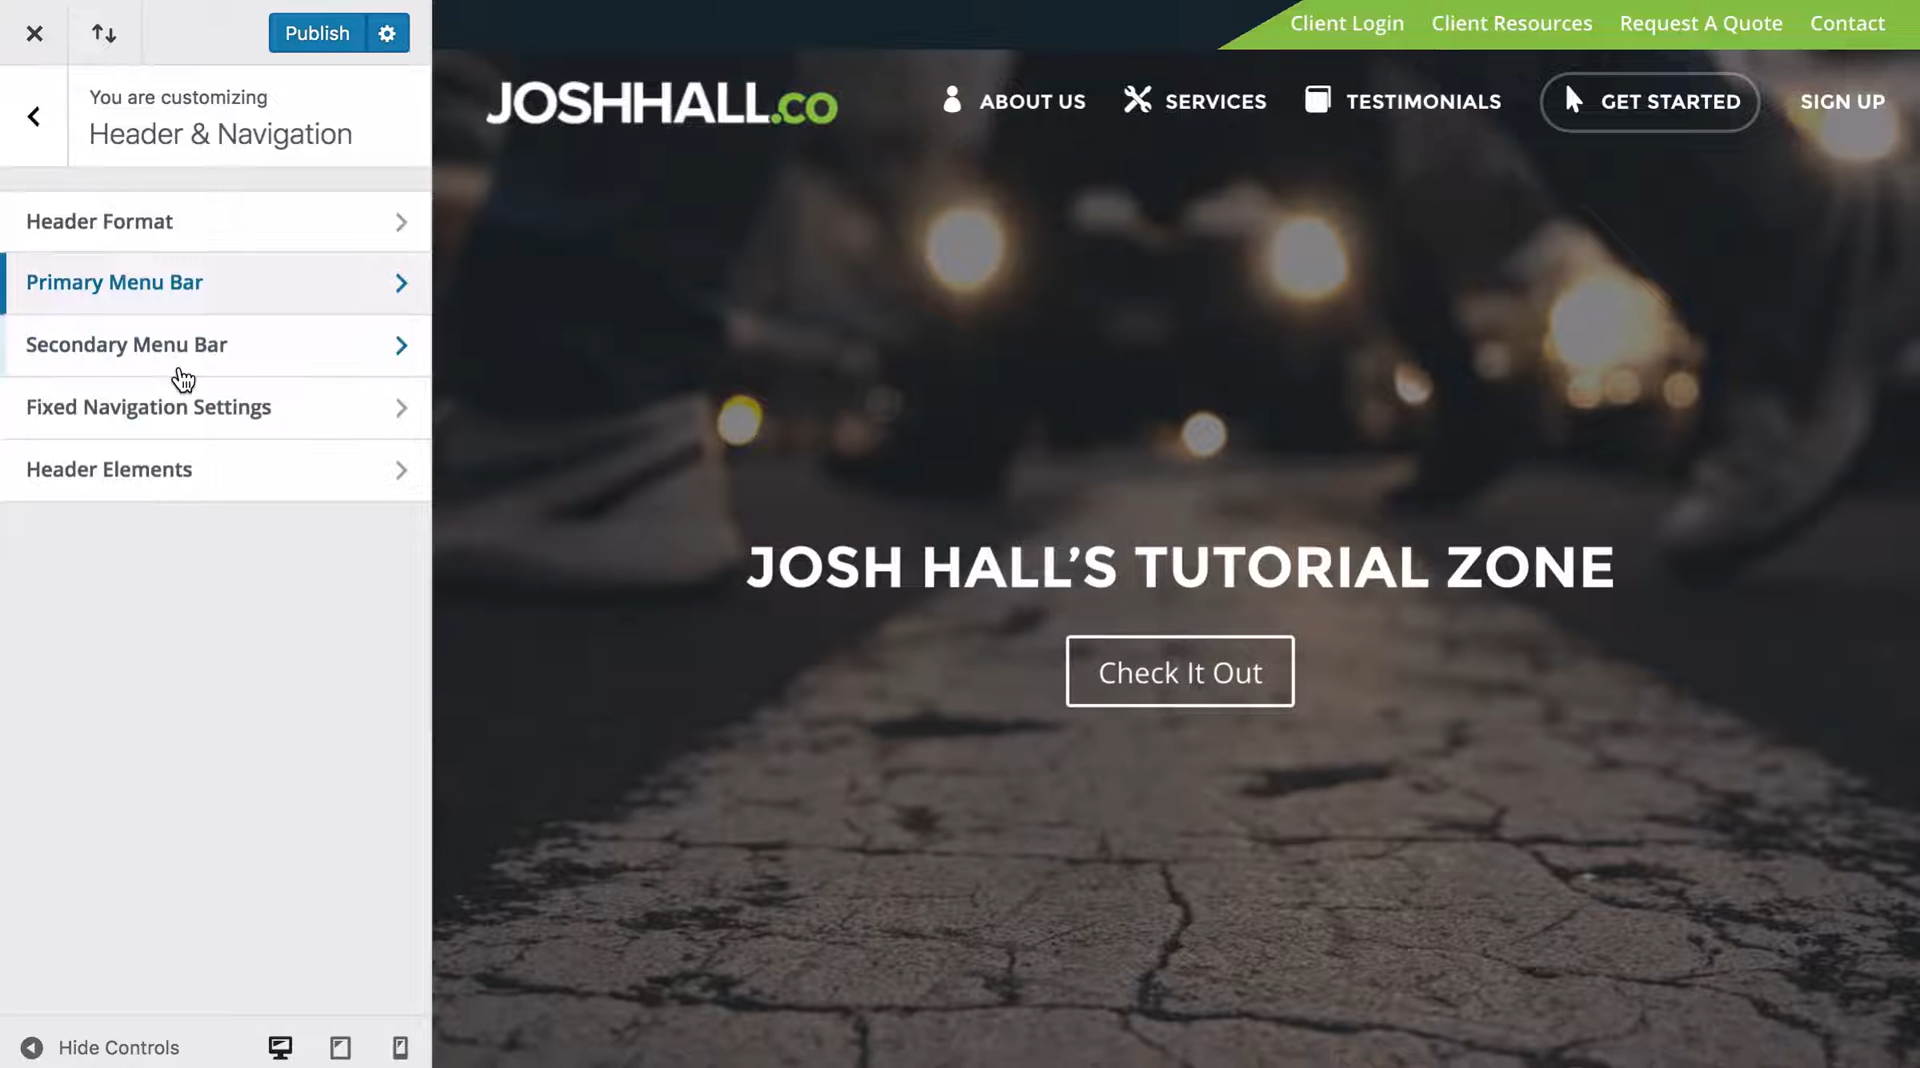 Publish
You are customizing
Header & Navigation
Header Format
Primary Menu Bar
Secondary Menu Bar
Fixed Navigation Settings
Header Elements
Hide Controls
Client Login Client Resources Request A Quote Contact
JOSHHALL.co ABOUT US SERVICES TESTIMONIALS GET STARTED SIGN UP
JOSH HALL’S TUTORIAL ZONE
Check It Out